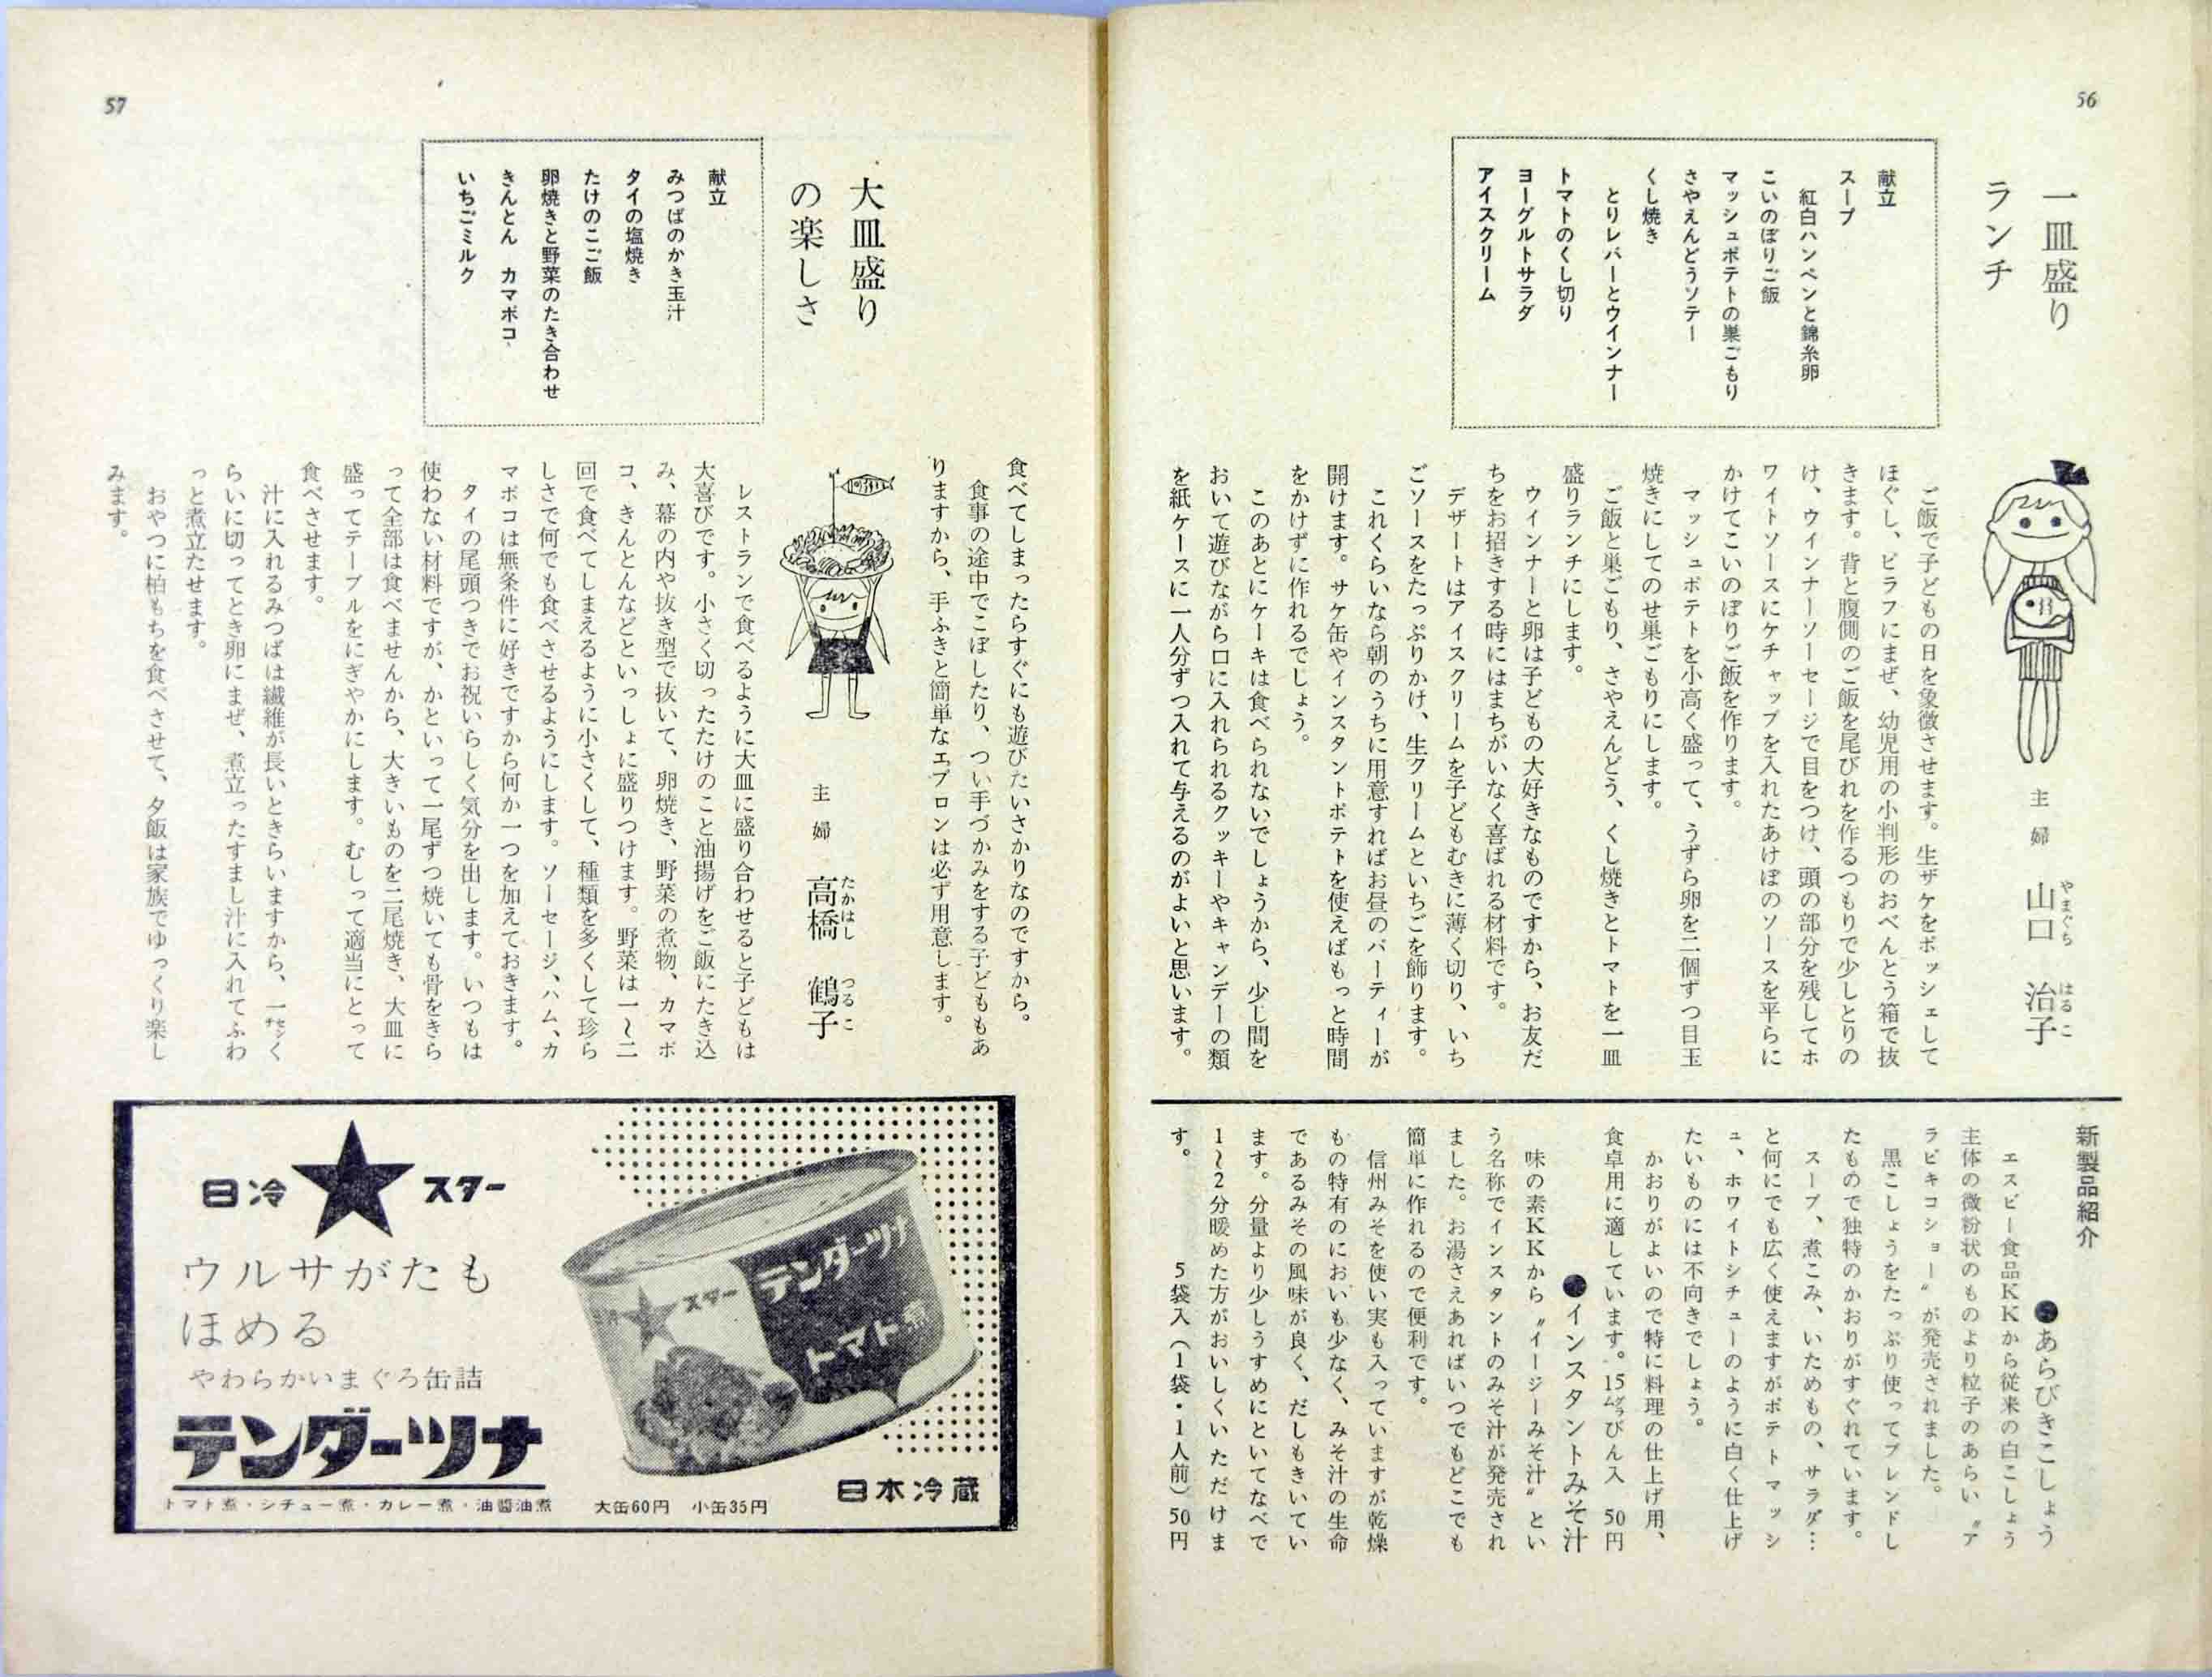 56
一皿盛り
ランチ
献立
スープ
紅白ハンペンと錦糸卵
こいのぼりご飯
マッシュポテトの巣ごもり
さやえんどうソテー
くし焼き
とりレバーとウインナー
トマトのくし切り
ヨーグルトサラダ
アイスクリーム
主婦 山口 治子
やまぐち はるこ
ご飯で子どもの日を象徴させます。生ザケをポッシェして
ほぐし、ピラフにまぜ、幼児用の小判形のおべんとう箱で抜
きます。背と腹側のご飯を尾びれを作るつもりで少しとりの
け、ウインナーソーセージで目をつけ、頭の部分を残してホ
ワイトソースにケチャップを入れたあけぼのソースを平らに
かけてこいのぼりご飯を作ります。
マッシュポテトを小高く盛って、うずら卵を二個ずつ目玉
焼きにしてのせ巣ごもりにします。
ご飯と巣ごもり、さやえんどう、くし焼きとトマトを一皿
盛りランチにします。
ウインナーと卵は子どもの大好きなものですから、お友だ
ちをお招きする時にはまちがいなく喜ばれる材料です。
デザートはアイスクリームを子どもむきに薄く切り、いち
ごソースをたっぷりかけ、生クリームといちごを飾ります。
これくらいなら朝のうちに用意すればお昼のパーティーが
開けます。サケ缶やインスタントポテトを使えばもっと時間
をかけずに作れるでしょう。
このあとにケーキは食べられないでしょうから、少し間を
おいて遊びながら口に入れられるクッキーやキャンデーの類
を紙ケースに一人分ずつ入れて与えるのがよいと思います。
新製品紹介
●あらびきこしょう
エスビー食品KKから従来の白こしょう
主体の微粉状のものより粒子のあらい〝ア
ラビキコショー〟が発売されました。
黒こしょうをたっぷり使ってブレンドし
たもので独特のかおりがすぐれています。
スープ、煮こみ、いためもの、サラダ…
と何にでも広く使えますがポテトマッシ
ュ、ホワイトシチューのように白く仕上げ
たいものには不向きでしょう。
かおりがよいので特に料理の仕上げ用、
食卓用に適しています。15㌘びん入 50円
●インスタントみそ汁
味の素KKから〝イージーみそ汁〟とい
う名称でインスタントのみそ汁が発売され
ました。お湯さえあればいつでもどこでも
簡単に作れるので便利です。
信州みそを使い実も入っていますが乾燥
もの特有のにおいも少なく、みそ汁の生命
であるみその風味が良く、だしもきいてい
ます。分量より少しうすめにといてなべで
1〜2分暖めた方がおいしくいただけま
す。 5袋入(1袋・1人前)50円
57
食べてしまったらすぐにも遊びたいさかりなのですから。
食事の途中でこぼしたり、つい手づかみをする子どももあ
りますから、手ふきと簡単なエプロンは必ず用意します。
大皿盛り
の楽しさ
献立
みつばのかき玉汁
タイの塩焼き
たけのこご飯
卵焼きと野菜のたき合わせ
きんとん カマボコ
いちごミルク
主婦 高橋 鶴子
たかはし つるこ
レストランで食べるように大皿に盛り合わせると子どもは
大喜びです。小さく切ったたけのこと油揚げをご飯にたき込
み、幕の内や抜き型で抜いて、卵焼き、野菜の煮物、カマボ
コ、きんとんなどといっしょに盛りつけます。野菜は一〜二
回で食べてしまえるように小さくして、種類を多くして珍ら
しさで何でも食べさせるようにします。ソーセージ、ハム、カ
マボコは無条件に好きですから何か一つを加えておきます。
タイの尾頭つきでお祝いらしく気分を出します。いつもは
使わない材料ですが、かといって一尾ずつ焼いても骨をきら
って全部は食べませんから、大きいものを二尾焼き、大皿に
盛ってテーブルをにぎやかにします。むしって適当にとって
食べさせます。
汁に入れるみつばは繊維が長いときらいますから、一㌢く
らいに切ってとき卵にまぜ、煮立ったすまし汁に入れてふわ
っと煮立たせます。
おやつに柏もちを食べさせて、夕飯は家族でゆっくり楽し
みます。
日冷 ★ スター
ウルサがたも
ほめる
やわらかいまぐろ缶詰
テンダーツナ
トマト煮・シチュー煮・カレー煮・油醬油煮
スター
テンダーツナ
トマト煮
大缶60円 小缶35円
日本冷蔵